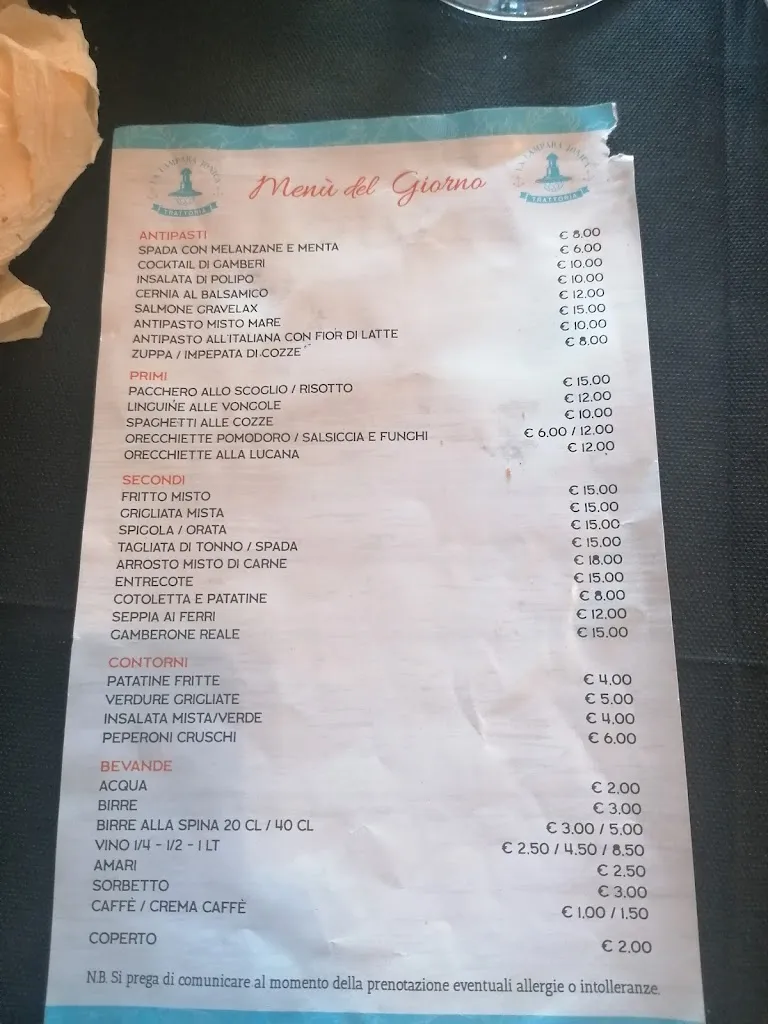 LA LAMPARA JONICA
TRATTORIA
Menù del Giorno
LA LAMPARA JONICA
TRATTORIA
ANTIPASTI
SPADA CON MELANZANE E MENTA € 8.00
COCKTAIL DI GAMBERI € 6.00
INSALATA DI POLIPO € 10.00
CERNIA AL BALSAMICO € 10.00
SALMONE GRAVELAX € 12.00
ANTIPASTO MISTO MARE € 15.00
ANTIPASTO ALL'ITALIANA CON FIOR DI LATTE € 10.00
ZUPPA / IMPEPATA DI COZZE € 8.00
PRIMI
PACCHERO ALLO SCOGLIO / RISOTTO € 15.00
LINGUINE ALLE VONGOLE € 12.00
SPAGHETTI ALLE COZZE € 10.00
ORECCHIETTE POMODORO / SALSICCIA E FUNGHI € 6.00 / 12.00
ORECCHIETTE ALLA LUCANA € 12.00
SECONDI
FRITTO MISTO € 15.00
GRIGLIATA MISTA € 15.00
SPIGOLA / ORATA € 15.00
TAGLIATA DI TONNO / SPADA € 15.00
ARROSTO MISTO DI CARNE € 18.00
ENTRECOTE € 15.00
COTOLETTA E PATATINE € 8.00
SEPPIA AI FERRI € 12.00
GAMBERONE REALE € 15.00
CONTORNI
PATATINE FRITTE € 4.00
VERDURE GRIGLIATE € 5.00
INSALATA MISTA/VERDE € 4.00
PEPERONI CRUSCHI € 6.00
BEVANDE
ACQUA € 2.00
BIRRE € 3.00
BIRRE ALLA SPINA 20 CL / 40 CL € 3.00 / 5.00
VINO 1/4 - 1/2 - 1 LT € 2.50 / 4.50 / 8.50
AMARI € 2.50
SORBETTO € 3.00
CAFFÈ / CREMA CAFFÈ € 1.00 / 1.50
COPERTO € 2.00
N.B. Si prega di comunicare al momento della prenotazione eventuali allergie o intolleranze.